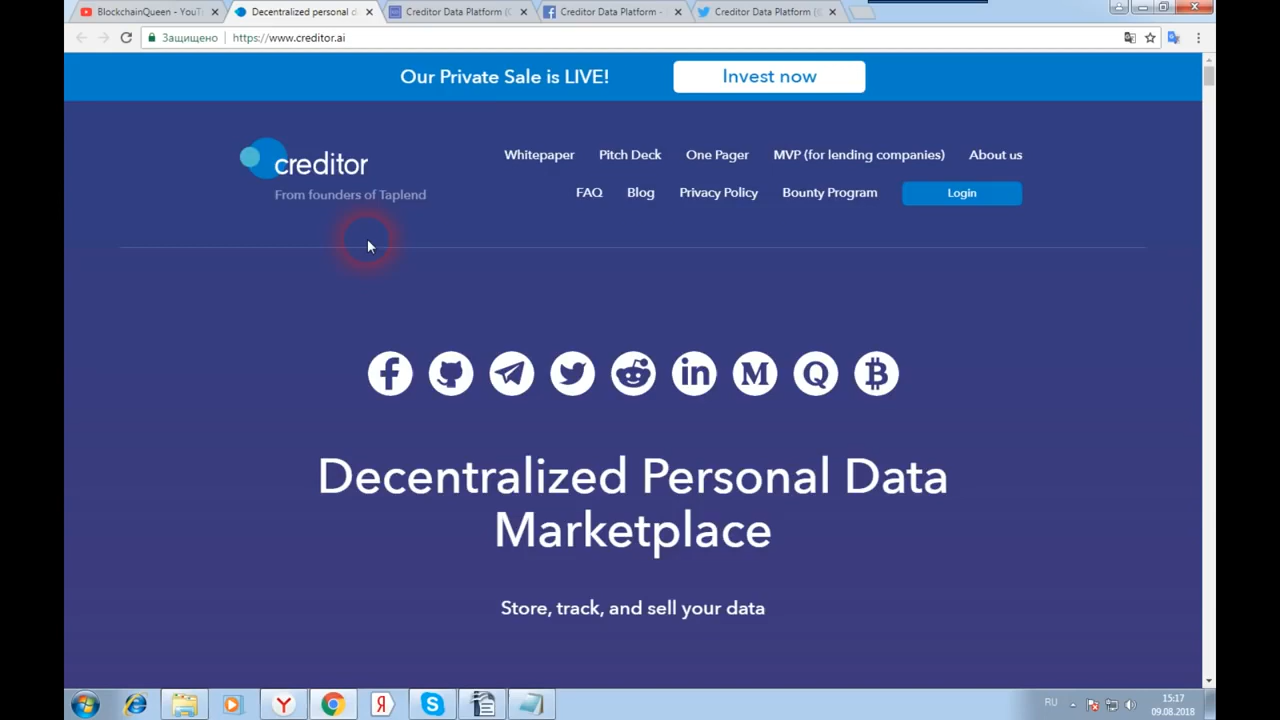 BlockchainQueen - YouT
Decentralized personal d
Creditor Data Platform (C
Creditor Data Platform -
Creditor Data Platform (
Защищено
https://www.creditor.ai
Our Private Sale is LIVE!
Invest now
creditor
From founders of Taplend
Whitepaper
Pitch Deck
One Pager
MVP (for lending companies)
About us
FAQ
Blog
Privacy Policy
Bounty Program
Login
Decentralized Personal Data
Marketplace
Store, track, and sell your data
RU
15:17
09.08.2018